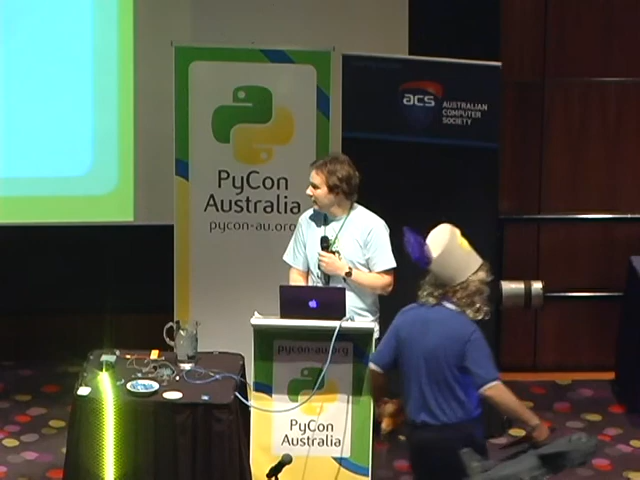 PyCon
Australia
pycon-au.org
acs
AUSTRALIAN
COMPUTER
SOCIETY
pycon-au.org
PyCon
Australia